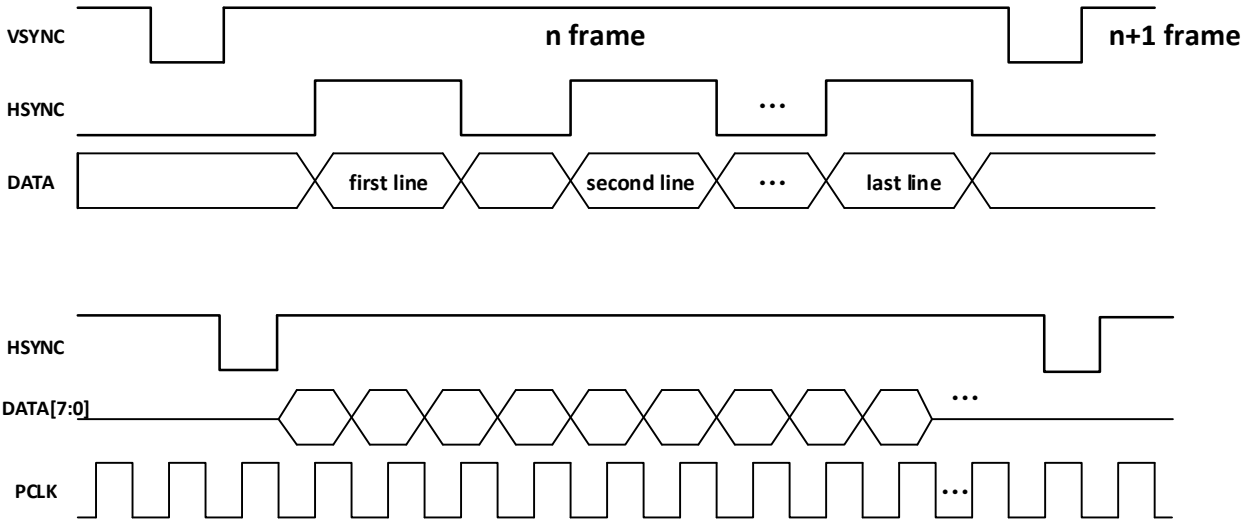 VSYNC
n frame
n+1 frame
HSYNC
...
DATA
first line
second line
...
last line
HSYNC
DATA[7:0]
...
PCLK
...